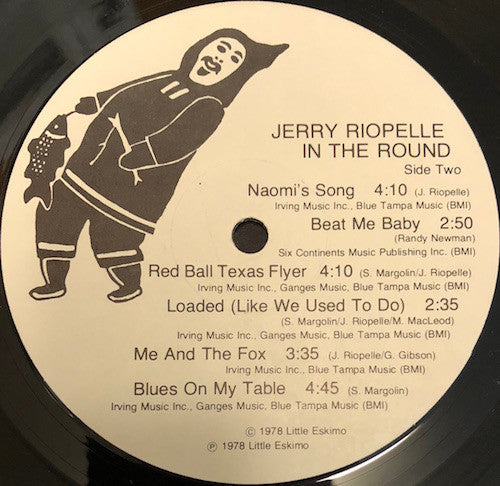 JERRY RIOPELLE
IN THE ROUND
Side Two
Naomi's Song 4:10 (J. Riopelle)
Irving Music Inc., Blue Tampa Music (BMI)
Beat Me Baby 2:50
(Randy Newman)
Six Continents Music Publishing Inc. (BMI)
Red Ball Texas Flyer 4:10 (S. Margolin/J. Riopelle)
Irving Music Inc., Ganges Music, Blue Tampa Music (BMI)
Loaded (Like We Used To Do) 2:35
(S. Margolin/J. Riopelle/M. MacLeod)
Irving Music Inc., Ganges Music, Blue Tampa Music (BMI)
Me And The Fox 3:35 (J. Riopelle/G. Gibson)
Irving Music Inc., Blue Tampa Music (BMI)
Blues On My Table 4:45 (S. Margolin)
Irving Music Inc., Ganges Music, Blue Tampa Music (BMI)
© 1978 Little Eskimo
℗ 1978 Little Eskimo